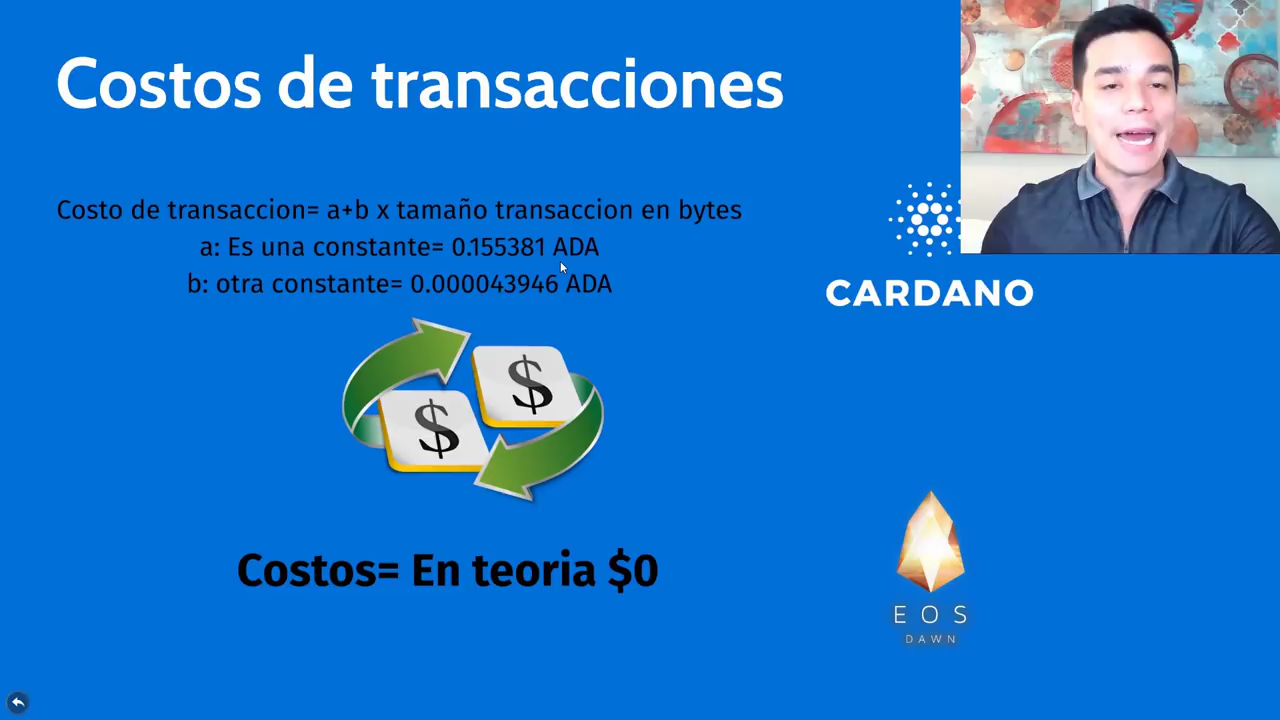 Costos de transacciones
Costo de transaccion= a+b x tamaño transaccion en bytes
a: Es una constante= 0.155381 ADA
b: otra constante= 0.000043946 ADA
CARDANO
$
$
Costos= En teoria $0
EOS
DAWN